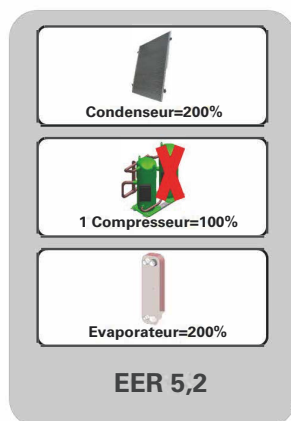 Condenseur=200%
1 Compresseur=100%
Evaporateur=200%
EER 5,2